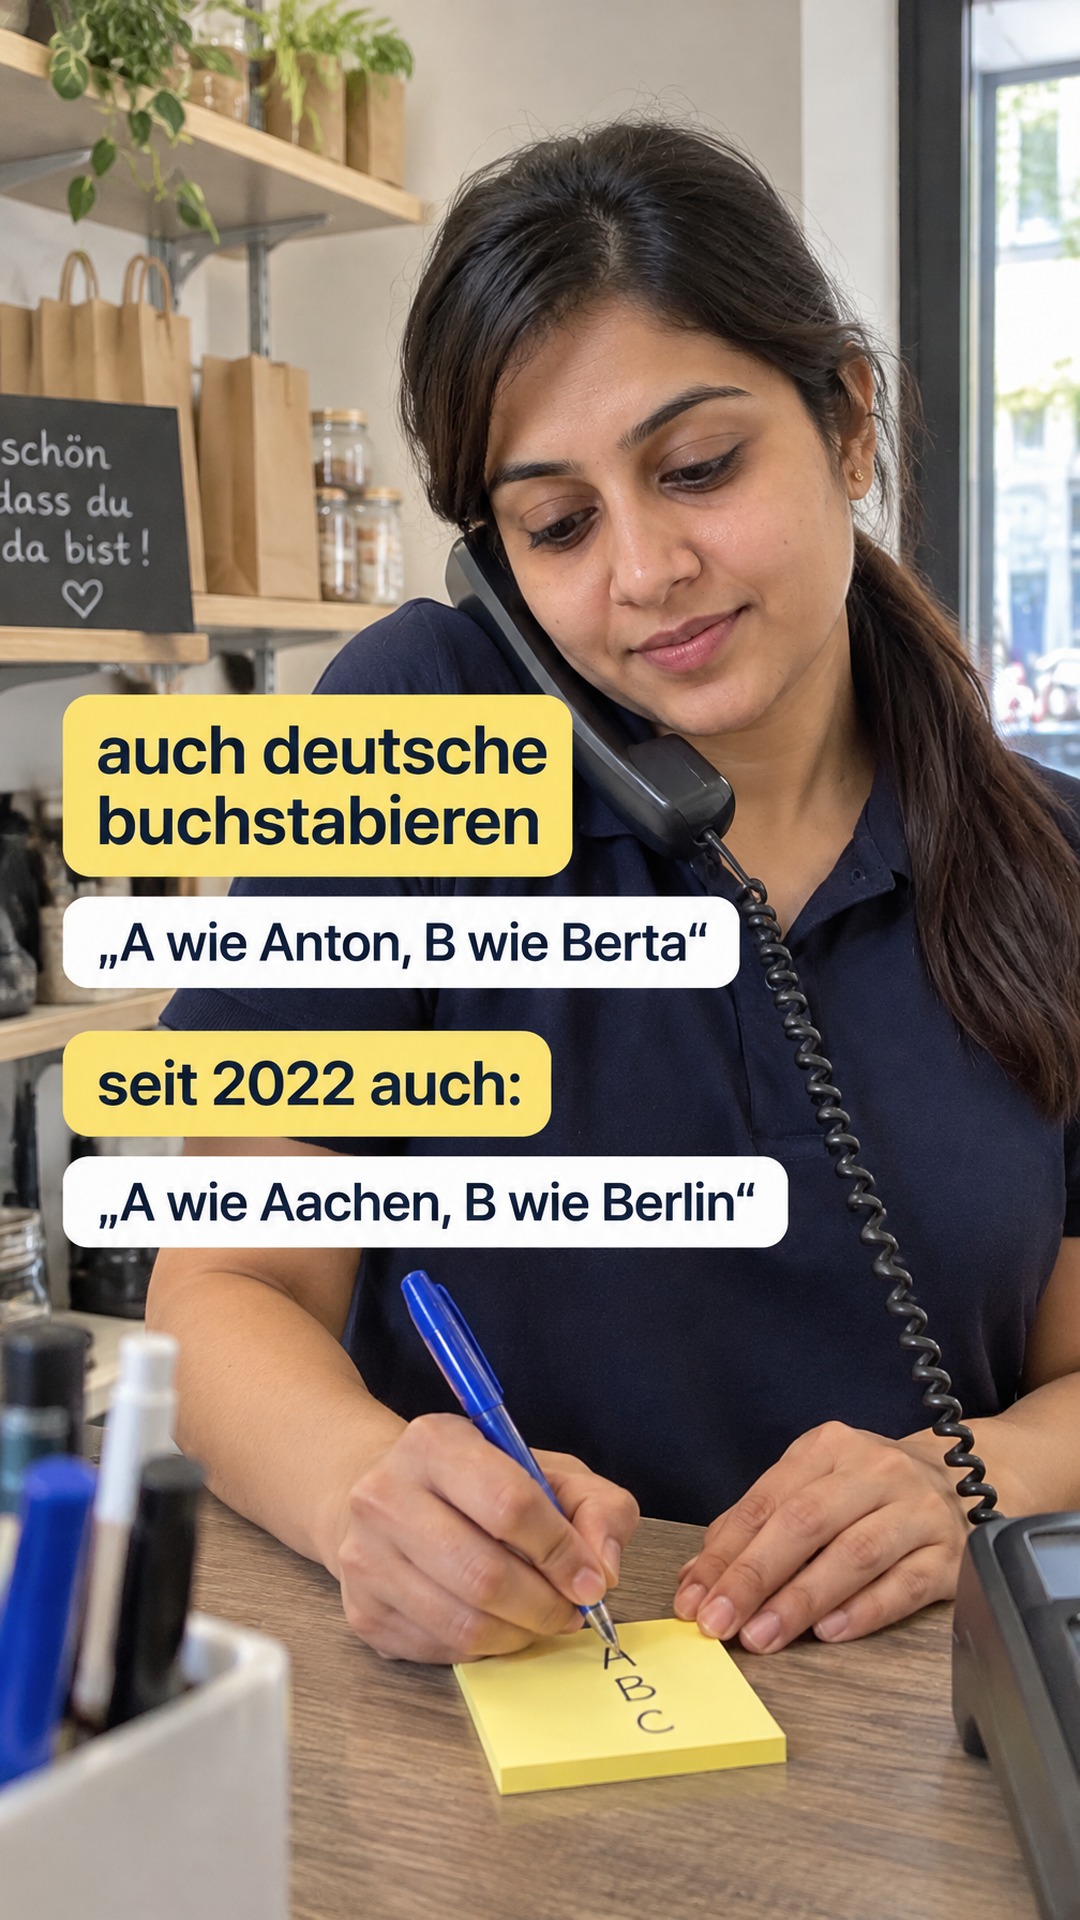 schön
dass du
da bist!
auch deutsche
buchstabieren
„A wie Anton, B wie Berta“
seit 2022 auch:
„A wie Aachen, B wie Berlin“
A
B
C